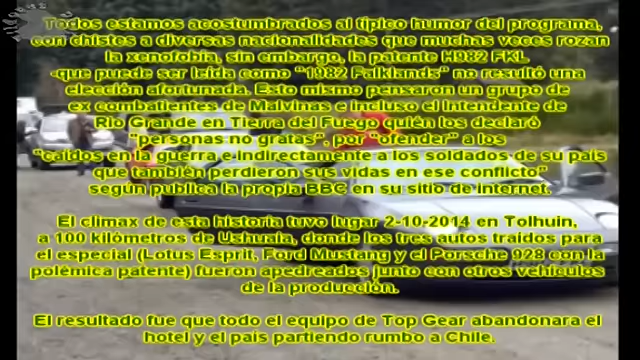 Todos estamos acostumbrados al típico humor del programa,
con chistes a diversas nacionalidades que muchas veces rozan
la xenofobia, sin embargo, la patente H982 FKL
-que puede ser leída como "1982 Falklands" no resultó una
elección afortunada. Esto mismo pensaron un grupo de
ex combatientes de Malvinas e incluso el Intendente de
Rio Grande en Tierra del Fuego quién los declaró
"personas no gratas", por "ofender" a los
"caídos en la guerra e indirectamente a los soldados de su país
que también perdieron sus vidas en ese conflicto"
según publica la propia BBC en su sitio de internet.
El climax de esta historia tuvo lugar 2-10-2014 en Tolhuin,
a 100 kilómetros de Ushuaia, donde los tres autos traídos para
el especial (Lotus Esprit, Ford Mustang y el Porsche 928 con la
polémica patente) fueron apedreados junto con otros vehículos
de la producción.
El resultado fue que todo el equipo de Top Gear abandonara el
hotel y el país partiendo rumbo a Chile.